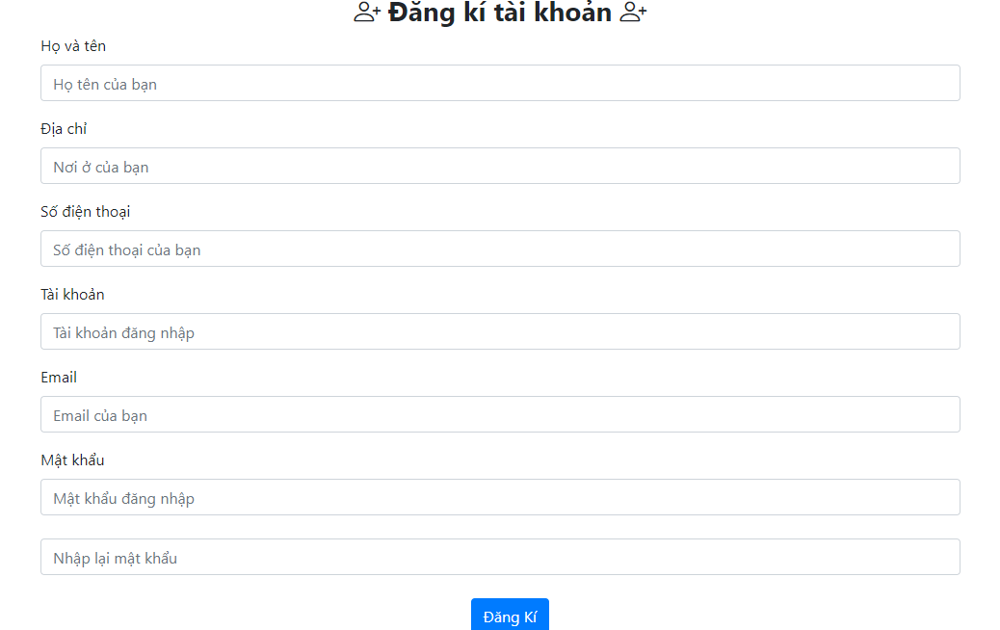 Đăng kí tài khoản
Họ và tên
Họ tên của bạn
Địa chỉ
Nơi ở của bạn
Số điện thoại
Số điện thoại của bạn
Tài khoản
Tài khoản đăng nhập
Email
Email của bạn
Mật khẩu
Mật khẩu đăng nhập
Nhập lại mật khẩu
Đăng Kí